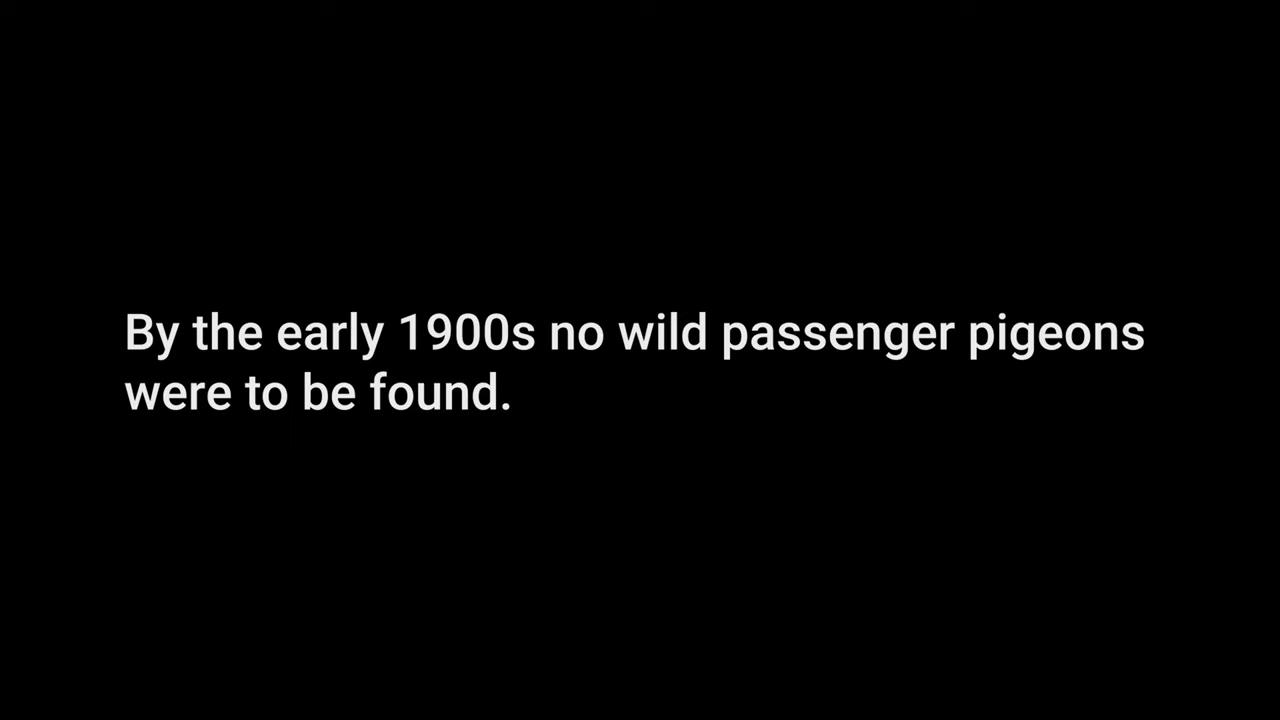 By the early 1900s no wild passenger pigeons
were to be found.